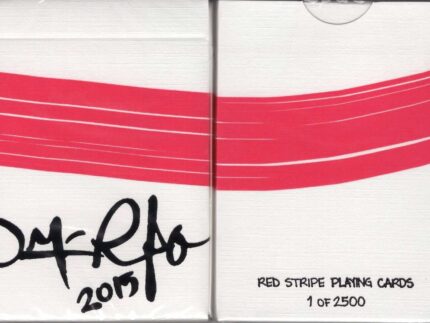 2015
RED STRIPE PLAYING CARDS
1 OF 2500